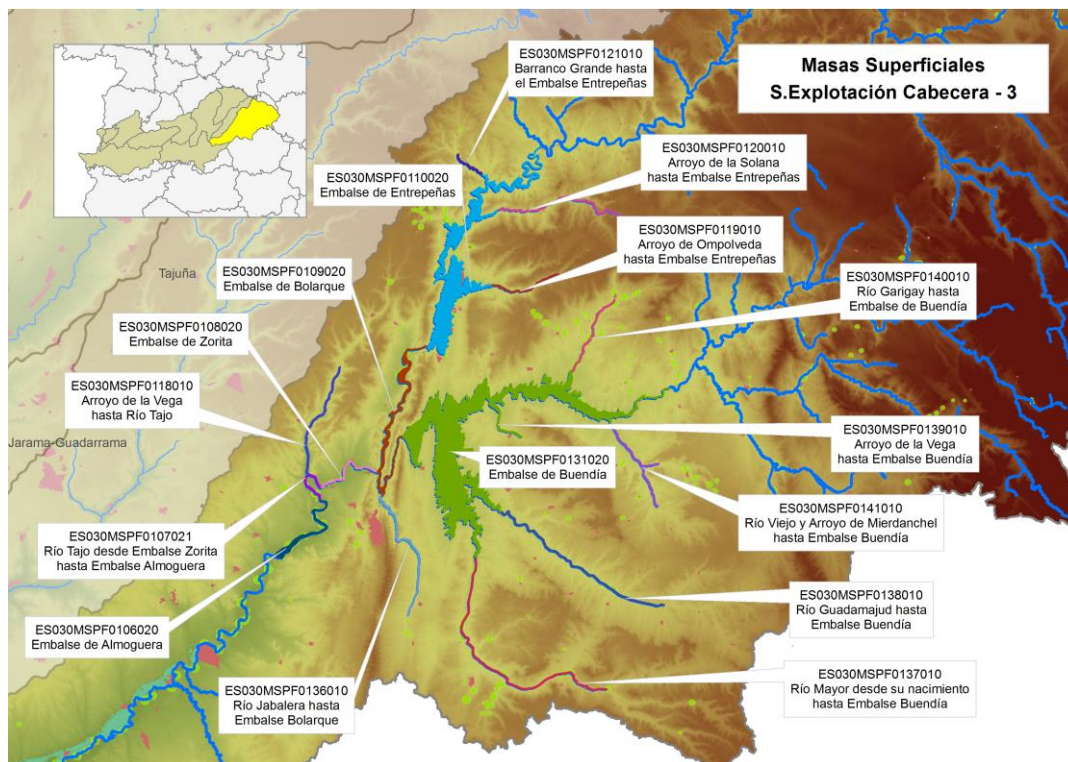 Masas Superficiales
S.Explotación Cabecera - 3
ES030MSPF0121010
Barranco Grande hasta
el Embalse Entrepeñas
ES030MSPF0120010
Arroyo de la Solana
hasta Embalse Entrepeñas
ES030MSPF0110020
Embalse de Entrepeñas
ES030MSPF0119010
Arroyo de Ompolveda
hasta Embalse Entrepeñas
Tajuña
ES030MSPF0109020
Embalse de Bolarque
ES030MSPF0140010
Río Garigay hasta
Embalse de Buendía
ES030MSPF0108020
Embalse de Zorita
ES030MSPF0118010
Arroyo de la Vega
hasta Río Tajo
Jarama-Guadarrama
ES030MSPF0139010
Arroyo de la Vega
hasta Embalse Buendía
ES030MSPF0131020
Embalse de Buendía
ES030MSPF0141010
Río Viejo y Arroyo de Mierdanchel
hasta Embalse Buendía
ES030MSPF0107021
Río Tajo desde Embalse Zorita
hasta Embalse Almoguera
ES030MSPF0138010
Río Guadamajud hasta
Embalse Buendía
ES030MSPF0106020
Embalse de Almoguera
ES030MSPF0137010
Río Mayor desde su nacimiento
hasta Embalse Buendía
ES030MSPF0136010
Río Jabalera hasta
Embalse Bolarque